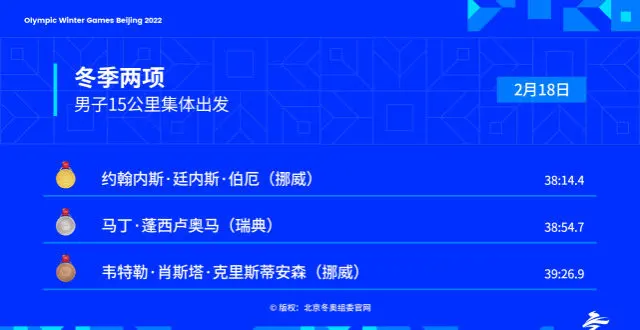 Olympic Winter Games Beijing 2022
冬季两项
男子15公里集体出发
2月18日
约翰内斯·廷内斯·伯厄（挪威）
38:14.4
马丁·蓬西卢奥马（瑞典）
38:54.7
韦特勒·肖斯塔·克里斯蒂安森（挪威）
39:26.9
© 版权：北京冬奥组委官网